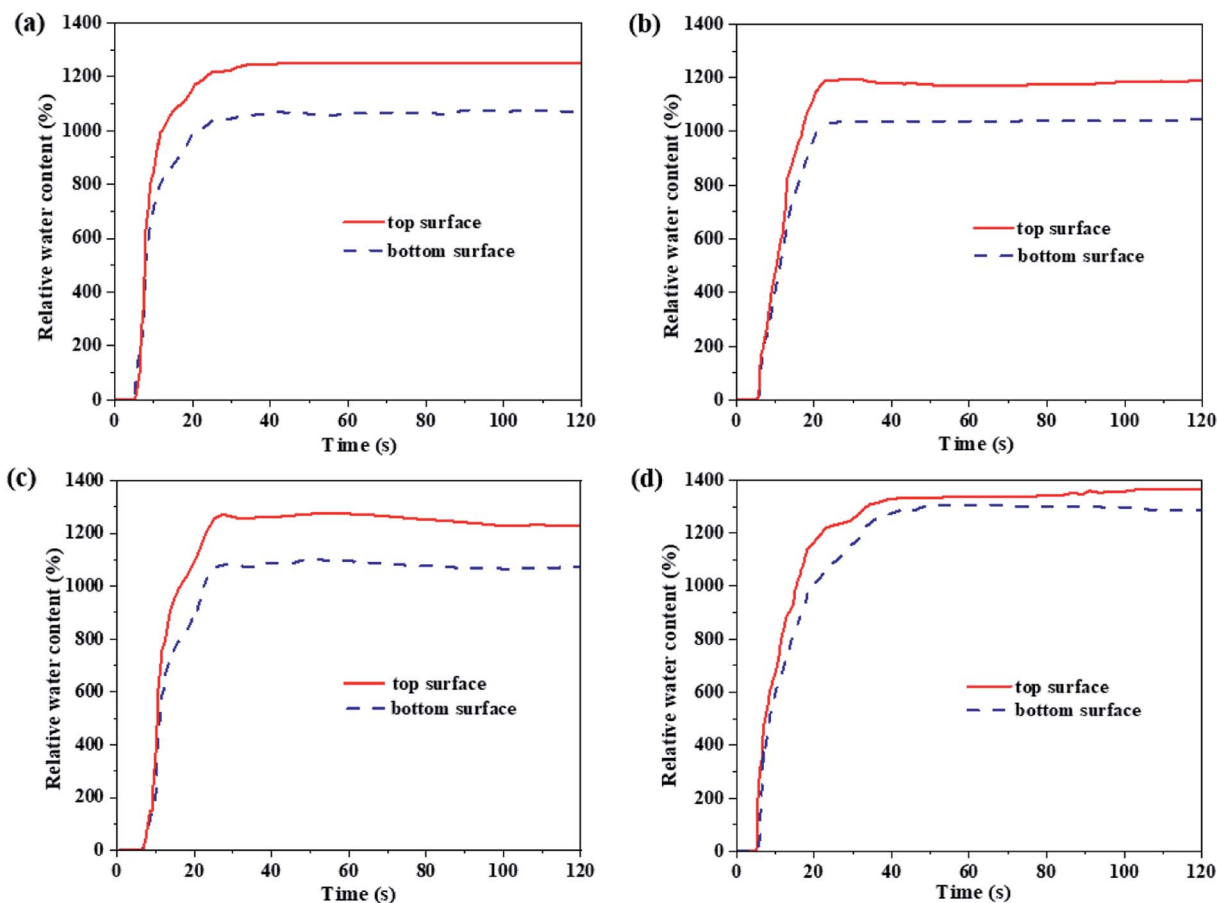 (a)
1400
1200
1000
800
600
400
200
0
Relative water content (%)
top surface
bottom surface
0 20 40 60 80 100 120
Time (s)
(b)
1400
1200
1000
800
600
400
200
0
Relative water content (%)
top surface
bottom surface
0 20 40 60 80 100 120
Time (s)
(c)
1400
1200
1000
800
600
400
200
0
Relative water content (%)
top surface
bottom surface
0 20 40 60 80 100 120
Time (s)
(d)
1400
1200
1000
800
600
400
200
0
Relative water content (%)
top surface
bottom surface
0 20 40 60 80 100 120
Time (s)